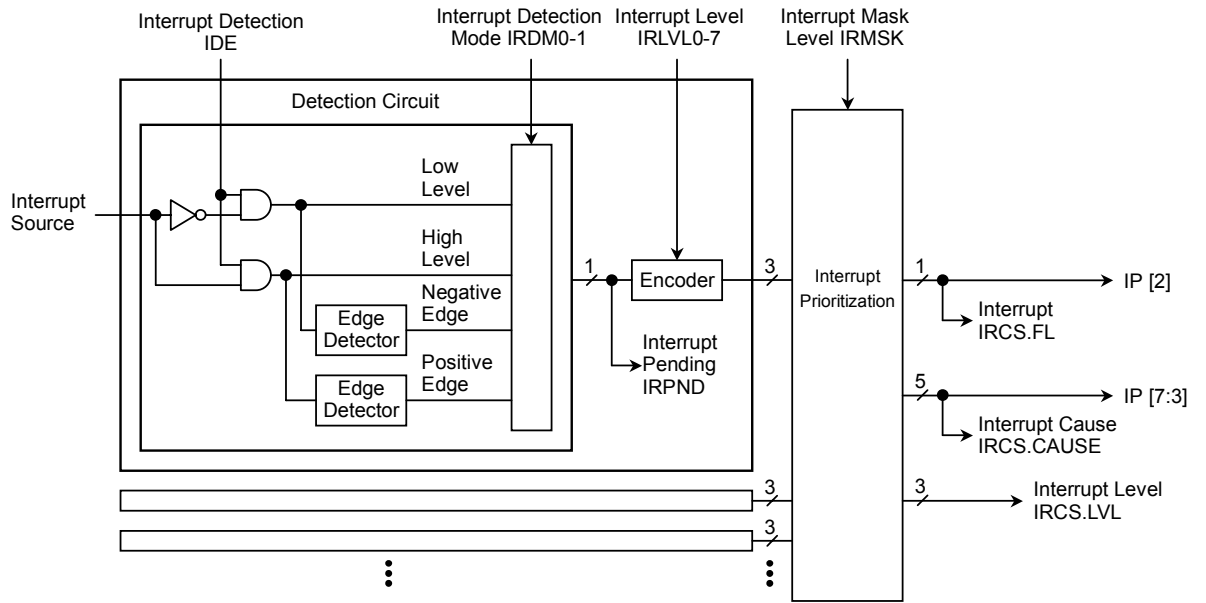 Interrupt Detection
IDE
Interrupt Detection
Mode IRDM0-1
Interrupt Level
IRLVL0-7
Interrupt Mask
Level IRMSK
Detection Circuit
Interrupt
Source
Low
Level
High
Level
Negative
Edge
Edge
Detector
Positive
Edge
Edge
Detector
1
Encoder
3
Interrupt
Pending
IRPND
Interrupt
Prioritization
1
IP [2]
Interrupt
IRCS.FL
5
IP [7:3]
Interrupt Cause
IRCS.CAUSE
3
3
Interrupt Level
IRCS.LVL
3